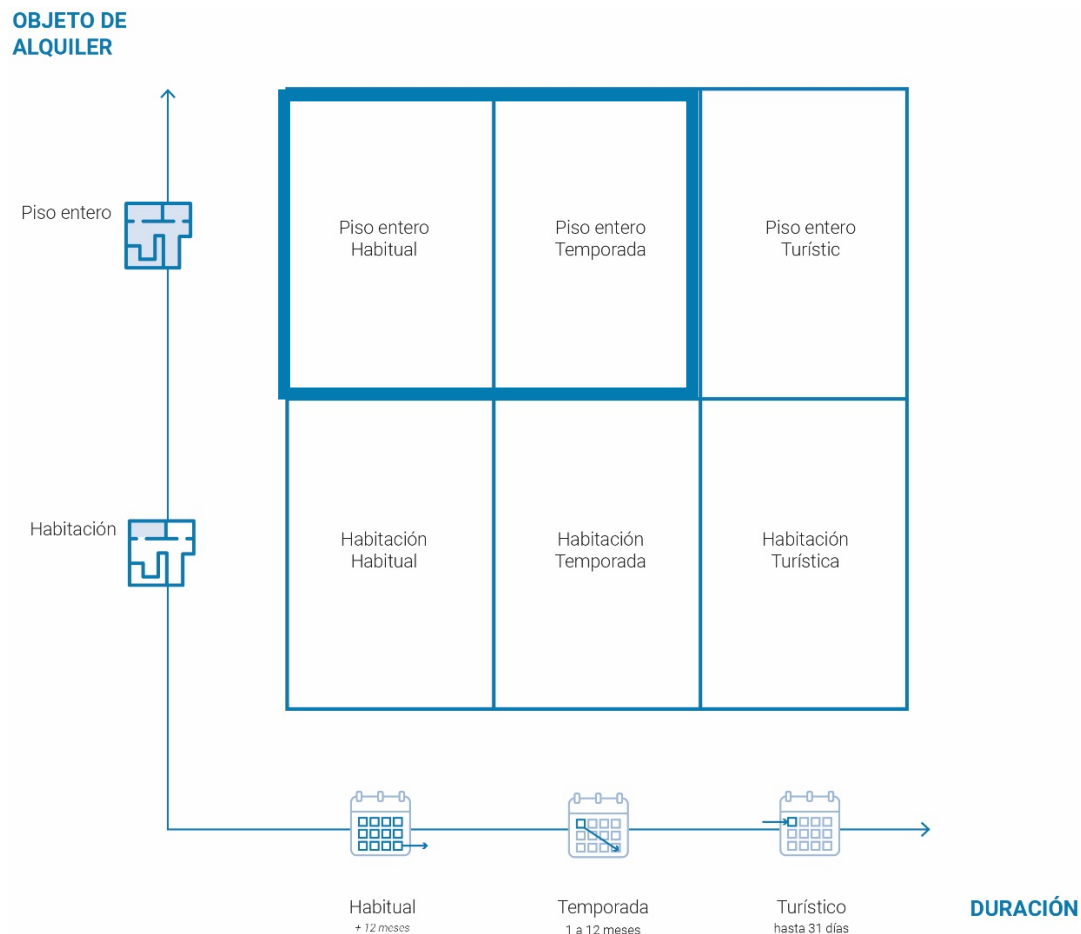 OBJETO DE
ALQUILER
Piso entero
Piso entero
Habitual
Piso entero
Temporada
Piso entero
Turístic
Habitación
Habitación
Habitual
Habitación
Temporada
Habitación
Turística
Habitual
+ 12 meses
Temporada
1 a 12 meses
Turístico
hasta 31 días
DURACIÓN